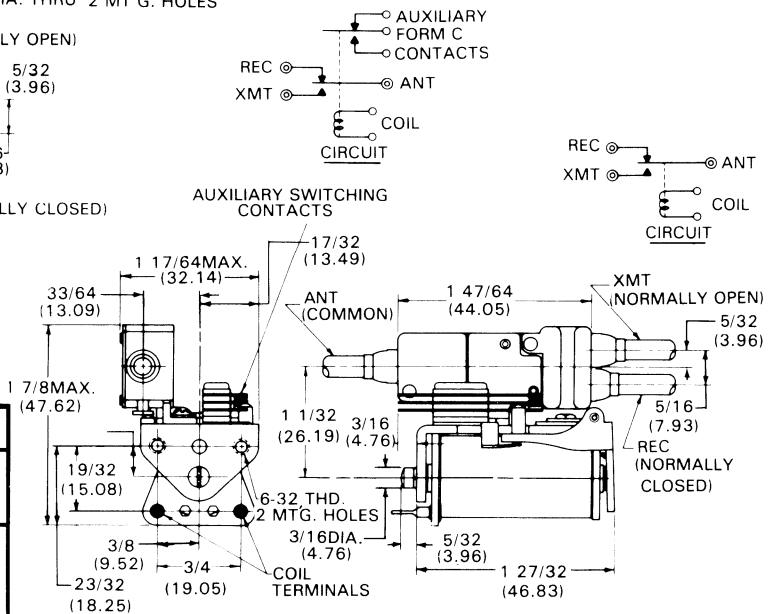 DIA. THRU 2 MT'G. HOLES
LY OPEN)
5/32
(3.96)
LLY CLOSED)
AUXILIARY
FORM C
CONTACTS
REC
XMT
ANT
COIL
CIRCUIT
REC
XMT
ANT
COIL
CIRCUIT
AUXILIARY SWITCHING
CONTACTS
17/32
(13.49)
1 17/64MAX.
(32.14)
33/64
(13.09)
1 7/8MAX.
(47.62)
19/32
(15.08)
3/8
(9.52)
3/4
(19.05)
23/32
(18.25)
6-32 THD.
2 MTG. HOLES
COIL
TERMINALS
ANT
(COMMON)
1 47/64
(44.05)
XMT
(NORMALLY OPEN)
5/32
(3.96)
1 1/32
(26.19)
3/16
(4.76)
5/16
(7.93)
REC
(NORMALLY
CLOSED)
3/16DIA.
(4.76)
5/32
(3.96)
1 27/32
(46.83)